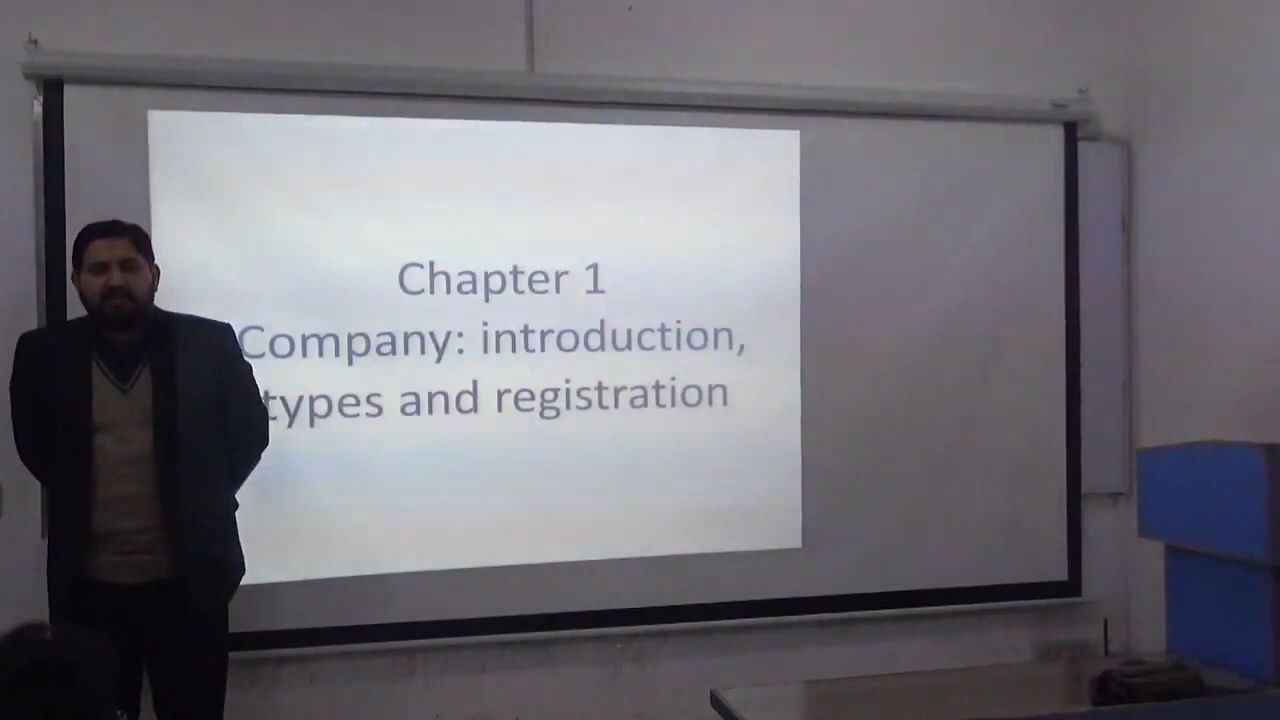 Chapter 1
Company: introduction,
types and registration